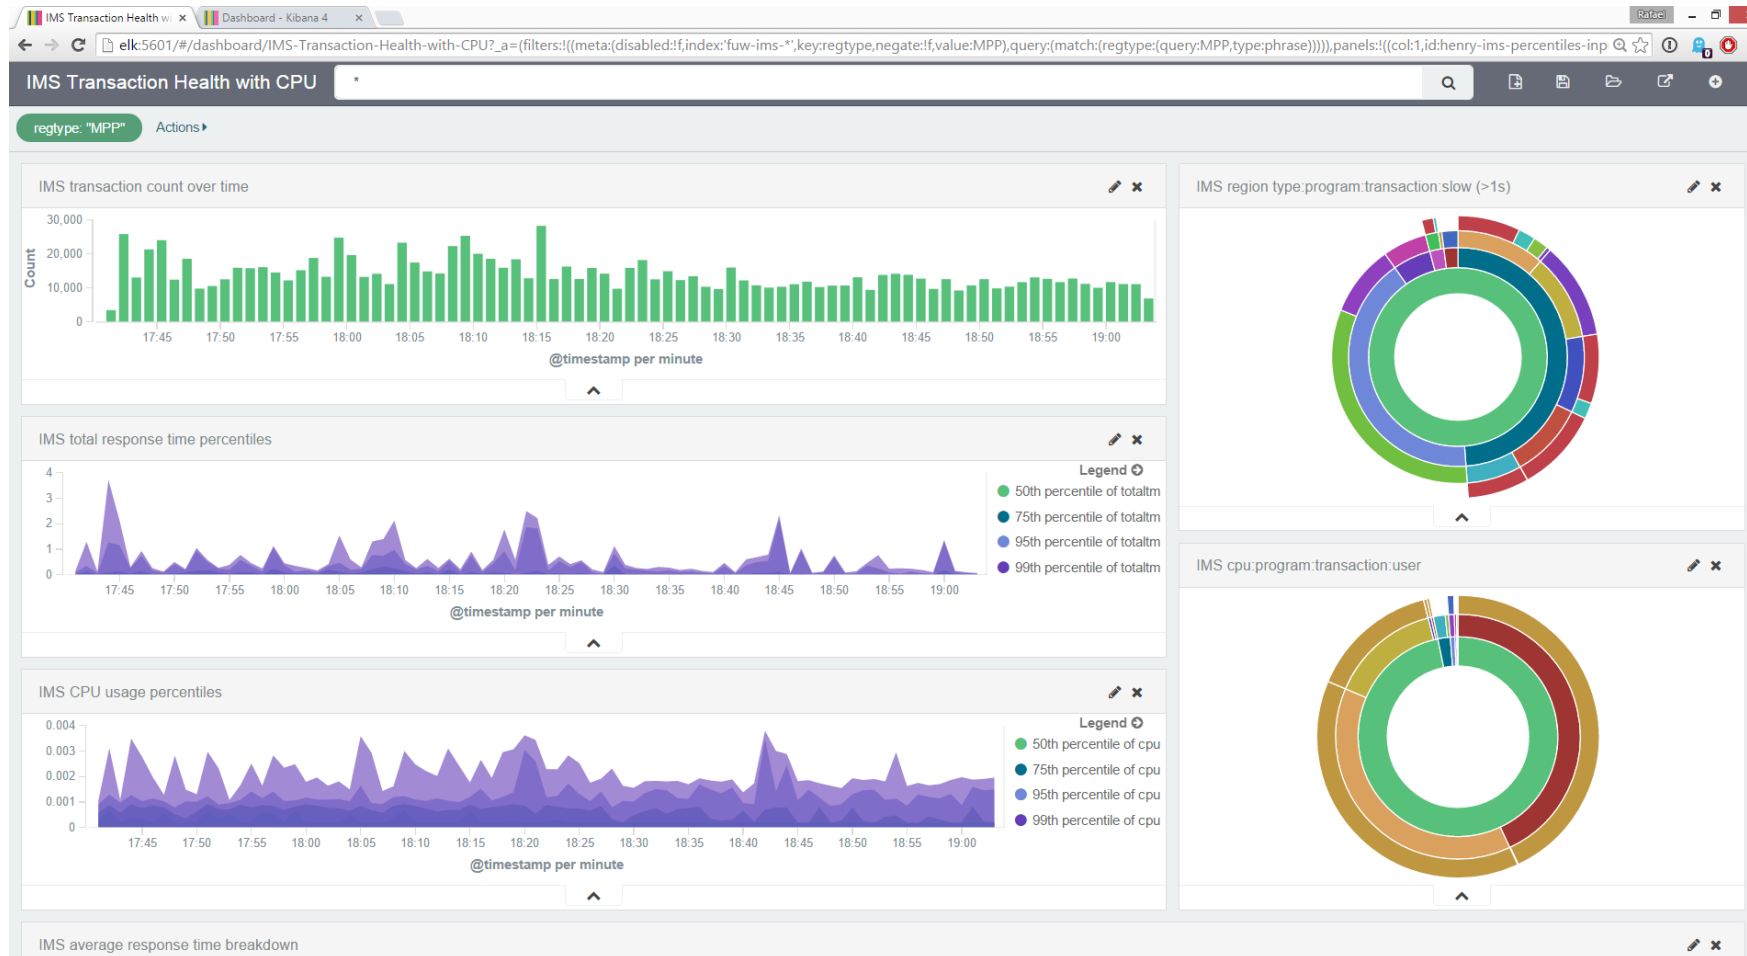 IMS Transaction Health wi
Dashboard - Kibana 4
Rafael
elk:5601/#/dashboard/IMS-Transaction-Health-with-CPU?_a=(filters:!((meta:(disabled:!f,index:'fuw-ims-*',key:regtype,negate:!f,value:MPP),query:(match:(regtype:(query:MPP,type:phrase))))),panels:!((col:1,id:henry-ims-percentiles-inp
0
IMS Transaction Health with CPU
*
regtype: "MPP"
Actions
IMS transaction count over time
30,000
20,000
10,000
0
Count
17:45 17:50 17:55 18:00 18:05 18:10 18:15 18:20 18:25 18:30 18:35 18:40 18:45 18:50 18:55 19:00
@timestamp per minute
IMS region type:program:transaction:slow (>1s)
IMS total response time percentiles
4
3
2
1
0
17:45 17:50 17:55 18:00 18:05 18:10 18:15 18:20 18:25 18:30 18:35 18:40 18:45 18:50 18:55 19:00
@timestamp per minute
Legend
50th percentile of totaltm
75th percentile of totaltm
95th percentile of totaltm
99th percentile of totaltm
IMS cpu:program:transaction:user
IMS CPU usage percentiles
0.004
0.003
0.002
0.001
0
17:45 17:50 17:55 18:00 18:05 18:10 18:15 18:20 18:25 18:30 18:35 18:40 18:45 18:50 18:55 19:00
@timestamp per minute
Legend
50th percentile of cpu
75th percentile of cpu
95th percentile of cpu
99th percentile of cpu
IMS average response time breakdown